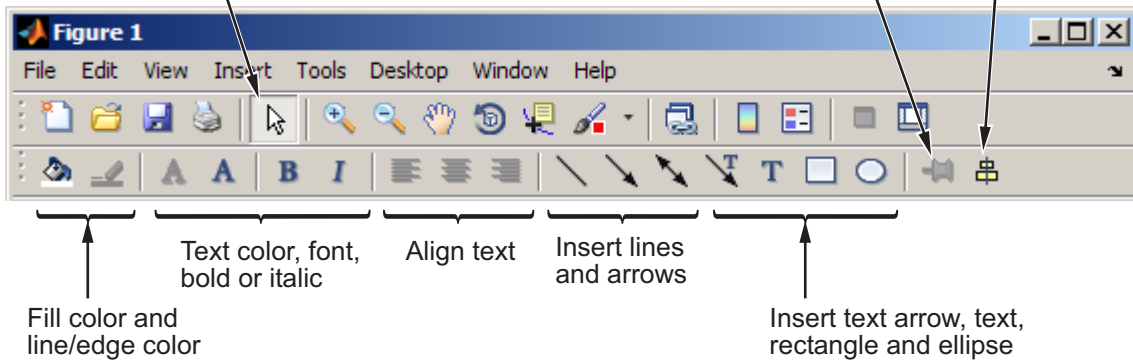 Figure 1
File Edit View Insert Tools Desktop Window Help
A A B I T T
Text color, font,
bold or italic
Align text
Insert lines
and arrows
Fill color and
line/edge color
Insert text arrow, text,
rectangle and ellipse